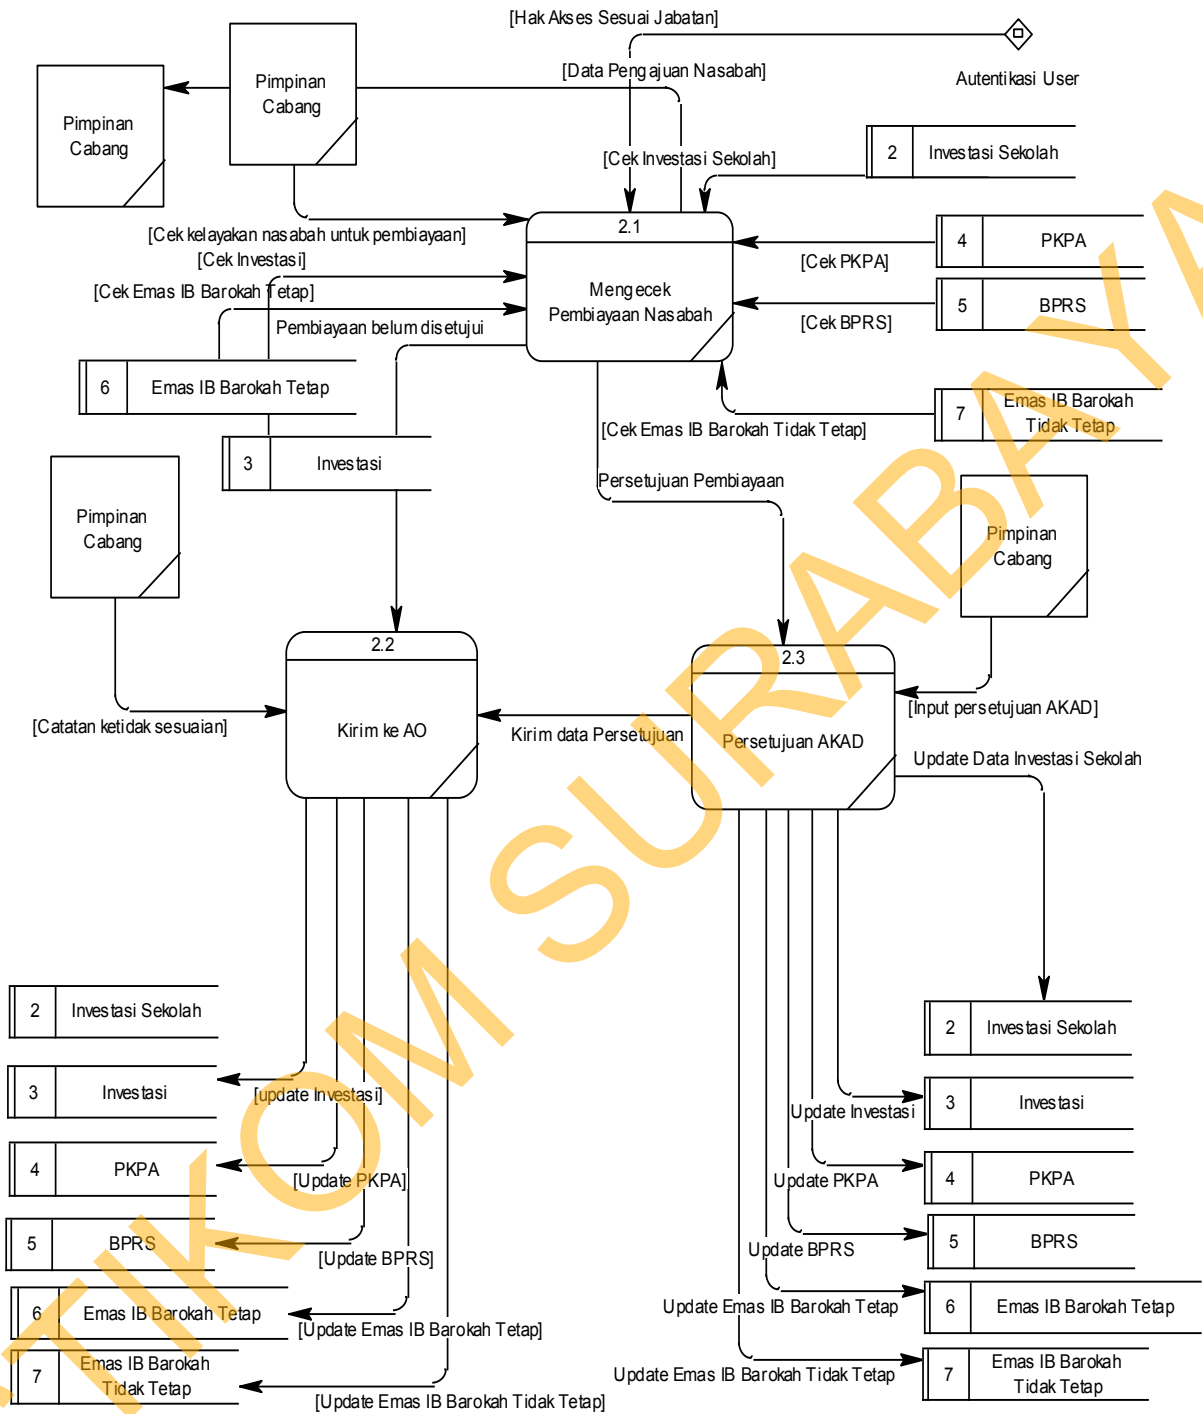 [Hak Akses Sesuai Jabatan]
[Data Pengajuan Nasabah]
Autentikasi User
Pimpinan
Cabang
Pimpinan
Cabang
[Cek Investasi Sekolah]
2 Investasi Sekolah
[Cek kelayakan nasabah untuk pembiayaan]
2.1
Mengecek
Pembiayaan Nasabah
4 PKPA
[Cek PKPA]
[Cek Investasi]
[Cek Emas IB Barokah Tetap]
5 BPRS
[Cek BPRS]
Pembiayaan belum disetujui
6 Emas IB Barokah Tetap
7 Emas IB Barokah
Tidak Tetap
[Cek Emas IB Barokah Tidak Tetap]
3 Investasi
Persetujuan Pembiayaan
Pimpinan
Cabang
Pimpinan
Cabang
2.2
Kirim ke AO
2.3
Persetujuan AKAD
[Catatan ketidak sesuaian]
Kirim data Persetujuan
[Input persetujuan AKAD]
Update Data Investasi Sekolah
2 Investasi Sekolah
3 Investasi
[update Investasi]
4 PKPA
[Update PKPA]
5 BPRS
[Update BPRS]
6 Emas IB Barokah Tetap
[Update Emas IB Barokah Tetap]
7 Emas IB Barokah
Tidak Tetap
[Update Emas IB Barokah Tidak Tetap]
2 Investasi Sekolah
Update Investasi
3 Investasi
Update PKPA
4 PKPA
Update BPRS
5 BPRS
Update Emas IB Barokah Tetap
6 Emas IB Barokah Tetap
Update Emas IB Barokah Tidak Tetap
7 Emas IB Barokah
Tidak Tetap
TIKOM SURABAYA